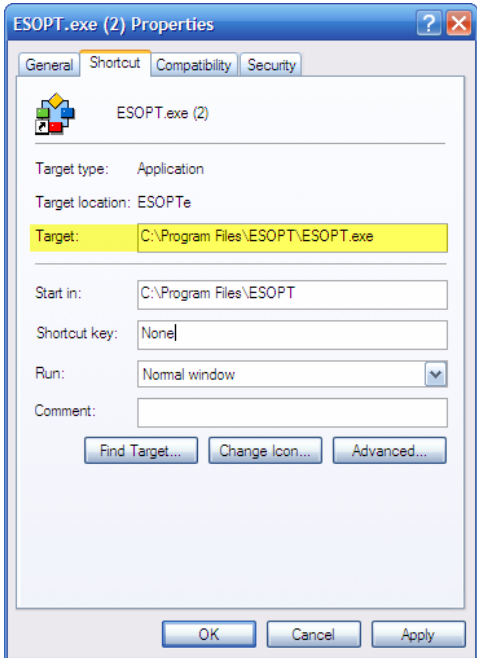 ESOPT.exe (2) Properties
General Shortcut Compatibility Security
ESOPT.exe (2)
Target type: Application
Target location: ESOPTe
Target: C:\Program Files\ESOPT\ESOPT.exe
Start in: C:\Program Files\ESOPT
Shortcut key: None
Run: Normal window
Comment:
Find Target... Change Icon... Advanced...
OK Cancel Apply